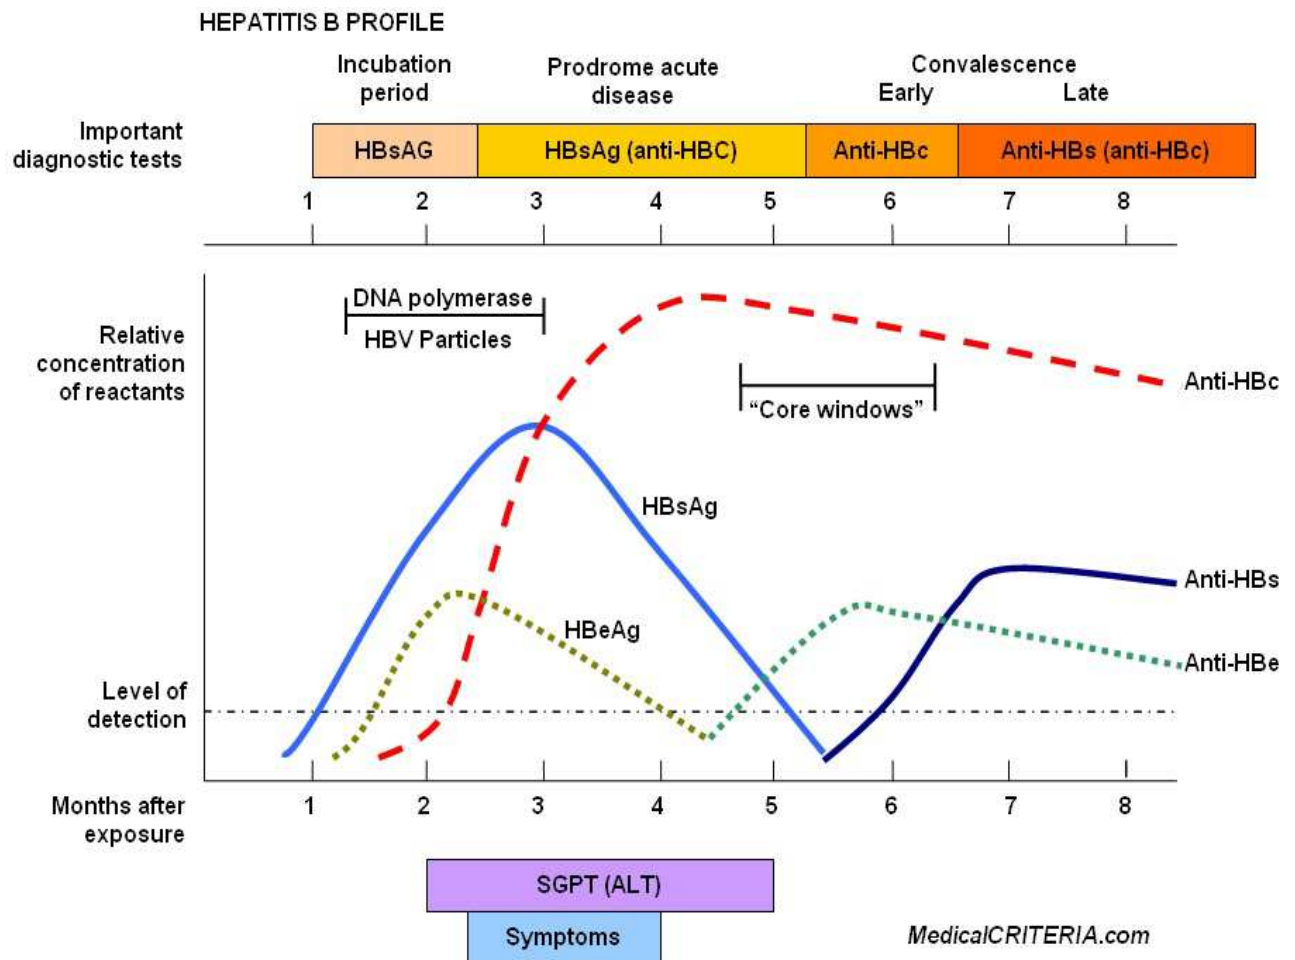 HEPATITIS B PROFILE
Incubation
period
Prodrome acute
disease
Convalescence
Early Late
Important
diagnostic tests
HBsAG
HBsAg (anti-HBC)
Anti-HBc
Anti-HBs (anti-HBc)
1 2 3 4 5 6 7 8
DNA polymerase
HBV Particles
Relative
concentration
of reactants
Anti-HBc
"Core windows"
HBsAg
Anti-HBs
HBeAg
Anti-HBe
Level of
detection
Months after
exposure
1 2 3 4 5 6 7 8
SGPT (ALT)
Symptoms
MedicalCRITERIA.com